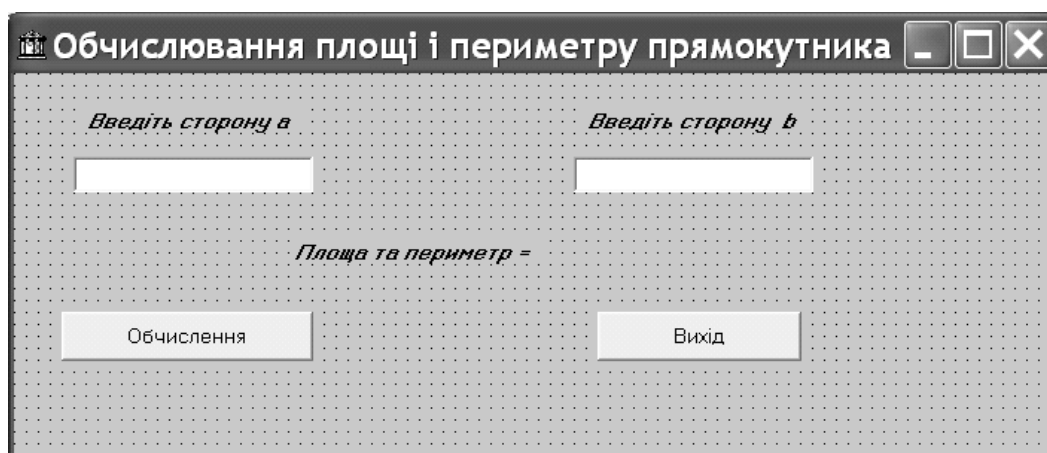 Обчислювання площі і периметру прямокутника
Введіть сторону a
Введіть сторону b
Площа та периметр =
Обчислення
Вихід